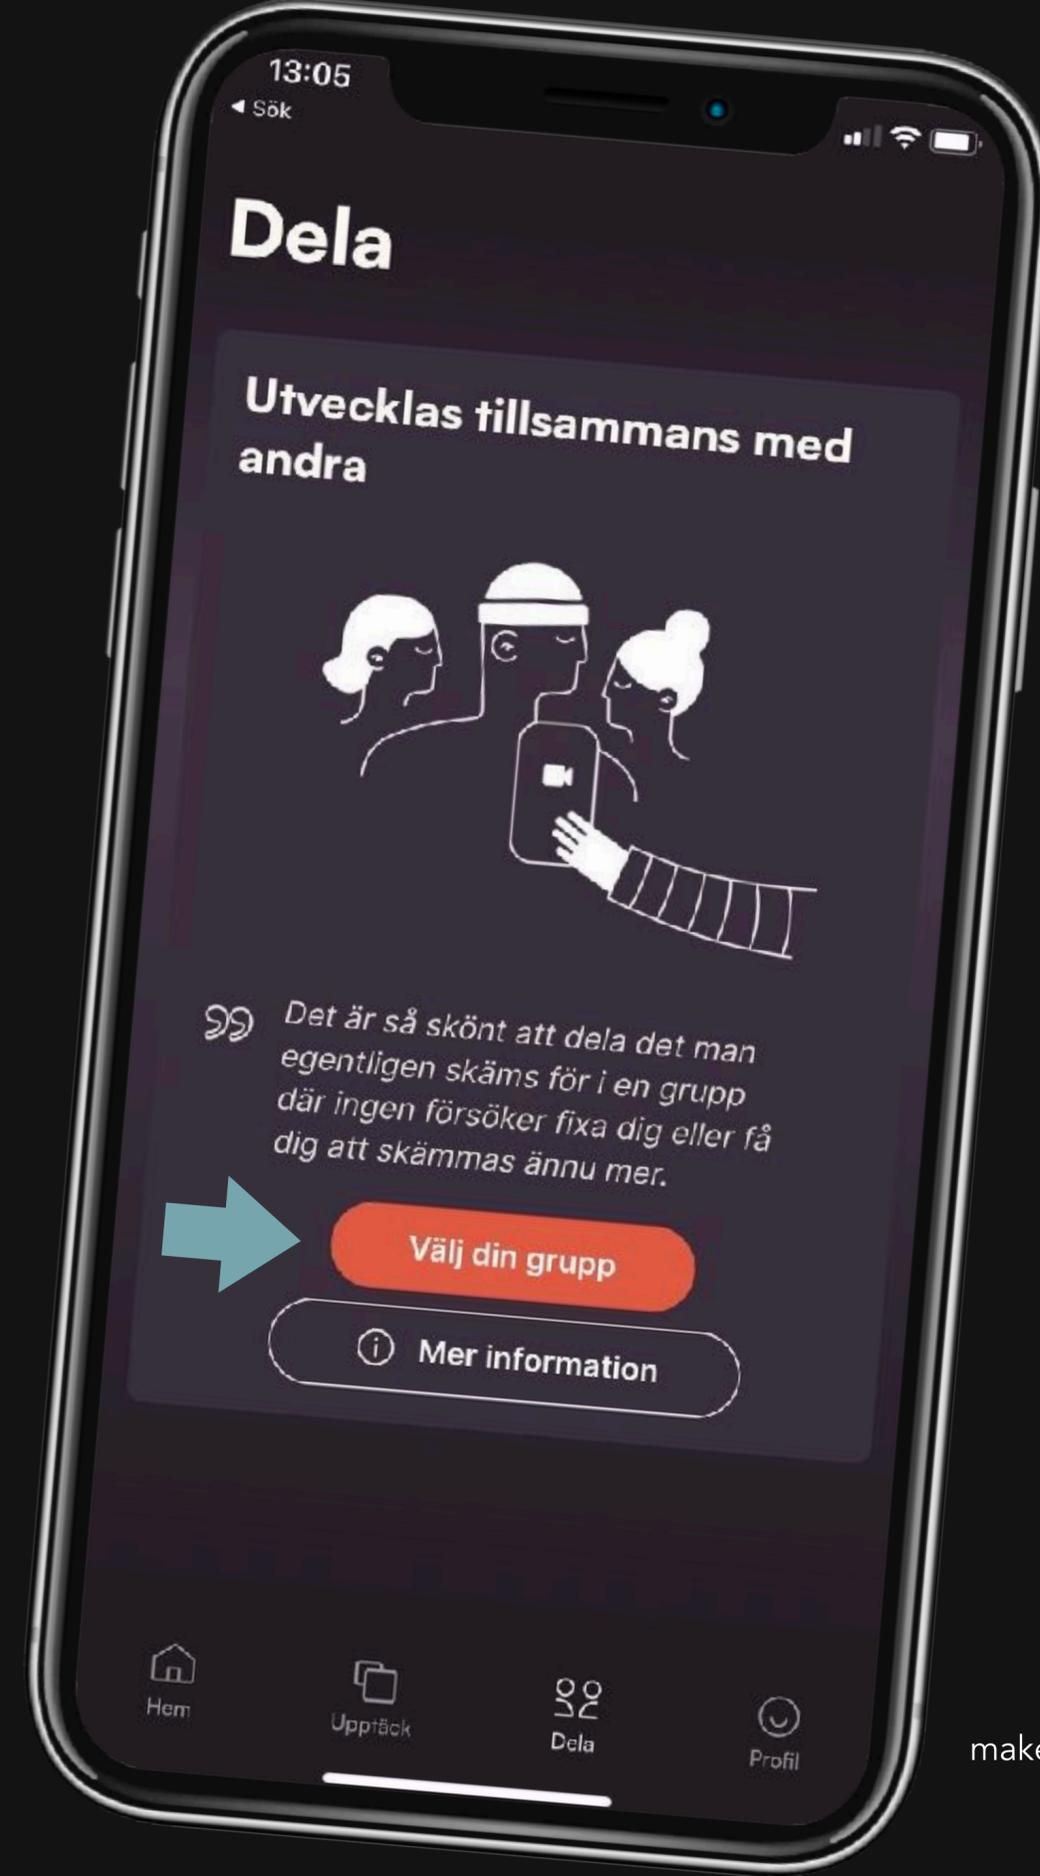 13:05
Sök
Dela
Utvecklas tillsammans med
andra
Det är så skönt att dela det man
egentligen skäms för i en grupp
där ingen försöker fixa dig eller få
dig att skämmas ännu mer.
Välj din grupp
Mer information
Hem
Upptäck
Dela
Profil
make